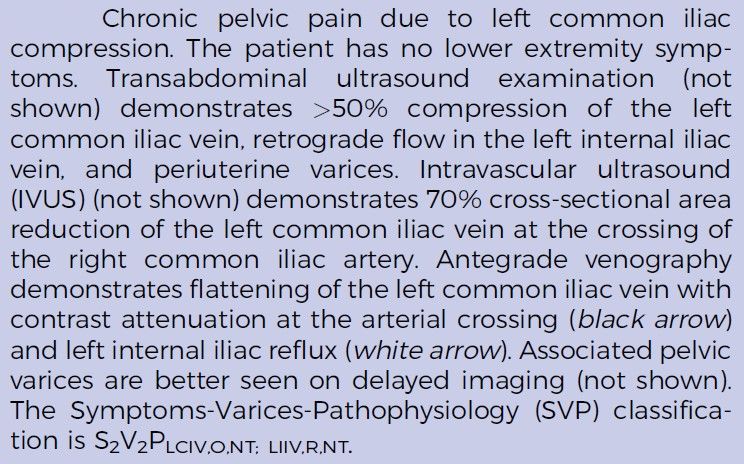 Chronic pelvic pain due to left common iliac
compression. The patient has no lower extremity symp-
toms. Transabdominal ultrasound examination (not
shown) demonstrates >50% compression of the left
common iliac vein, retrograde flow in the left internal iliac
vein, and periuterine varices. Intravascular ultrasound
(IVUS) (not shown) demonstrates 70% cross-sectional area
reduction of the left common iliac vein at the crossing of
the right common iliac artery. Antegrade venography
demonstrates flattening of the left common iliac vein with
contrast attenuation at the arterial crossing (black arrow)
and left internal iliac reflux (white arrow). Associated pelvic
varices are better seen on delayed imaging (not shown).
The Symptoms-Varices-Pathophysiology (SVP) classifica-
tion is S₂V₂P_LCIV,O,NT; LIIV,R,NT.